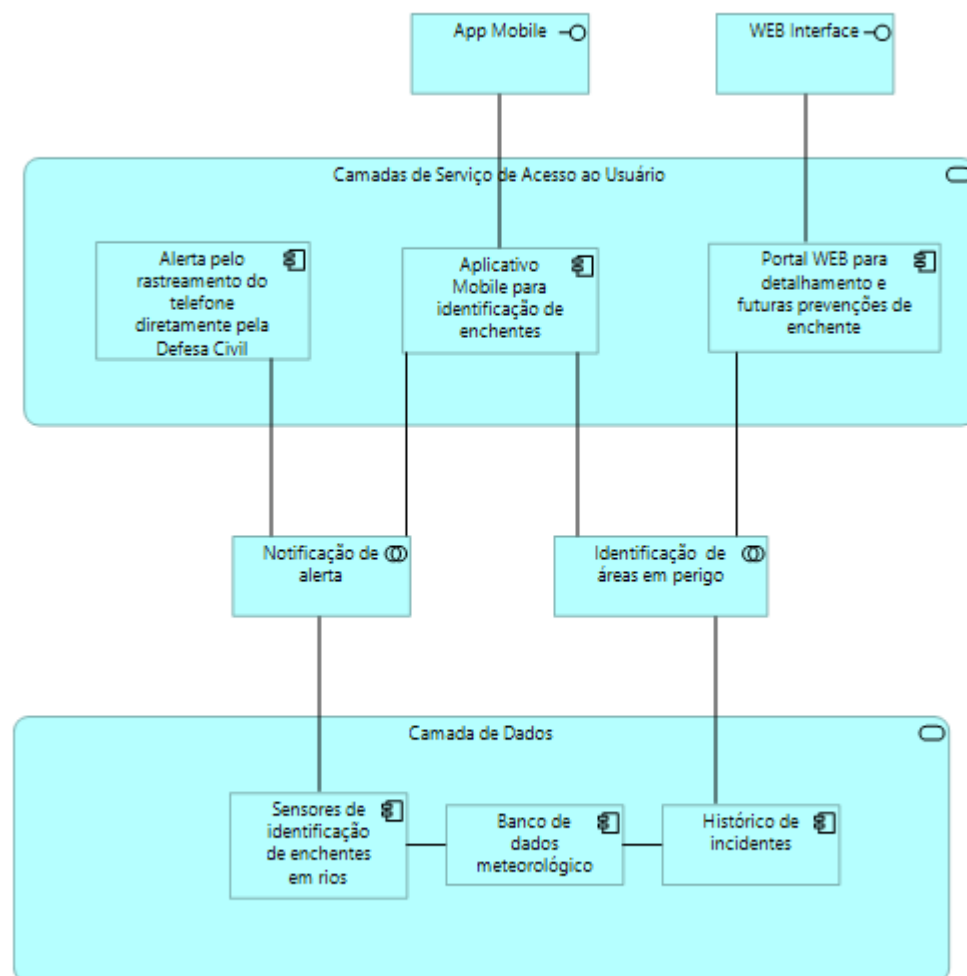 App Mobile
WEB Interface
Camadas de Serviço de Acesso ao Usuário
Alerta pelo
rastreamento do
telefone
diretamente pela
Defesa Civil
Aplicativo
Mobile para
identificação de
enchentes
Portal WEB para
detalhamento e
futuras prevenções de
enchente
Notificação de
alerta
Identificação de
áreas em perigo
Camada de Dados
Sensores de
identificação
de enchentes
em rios
Banco de
dados
meteorológico
Histórico de
incidentes